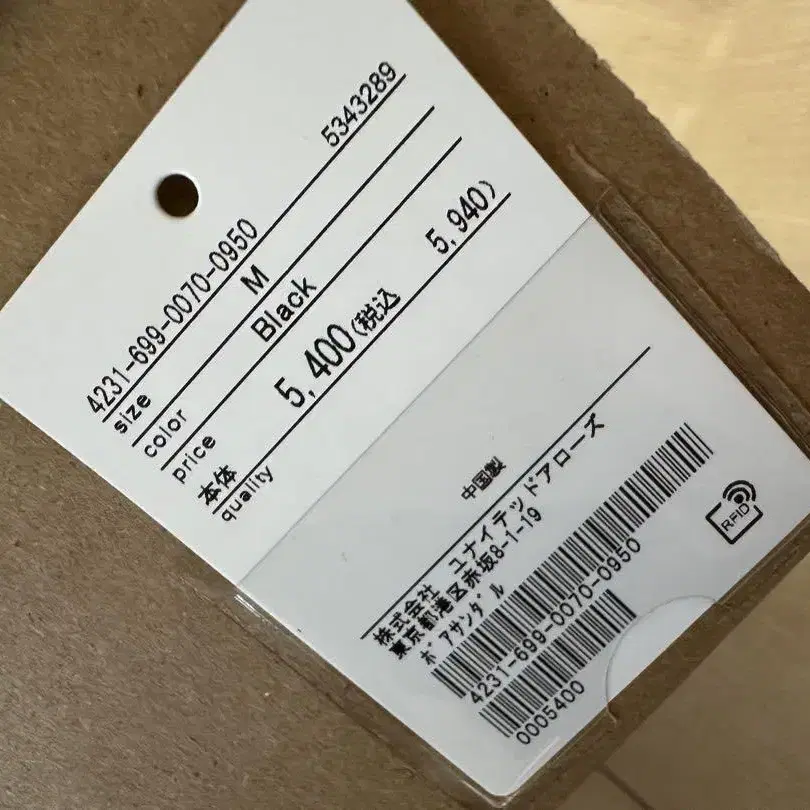 4231-699-0070-0950 5343289
size M
color Black
price
本体 5,400(税込 5,940)
quality
中国製
株式会社 ユナイテッドアローズ
東京都港区赤坂8-1-19
ボアサンダル
4231-699-0070-0950
0005400
RFID